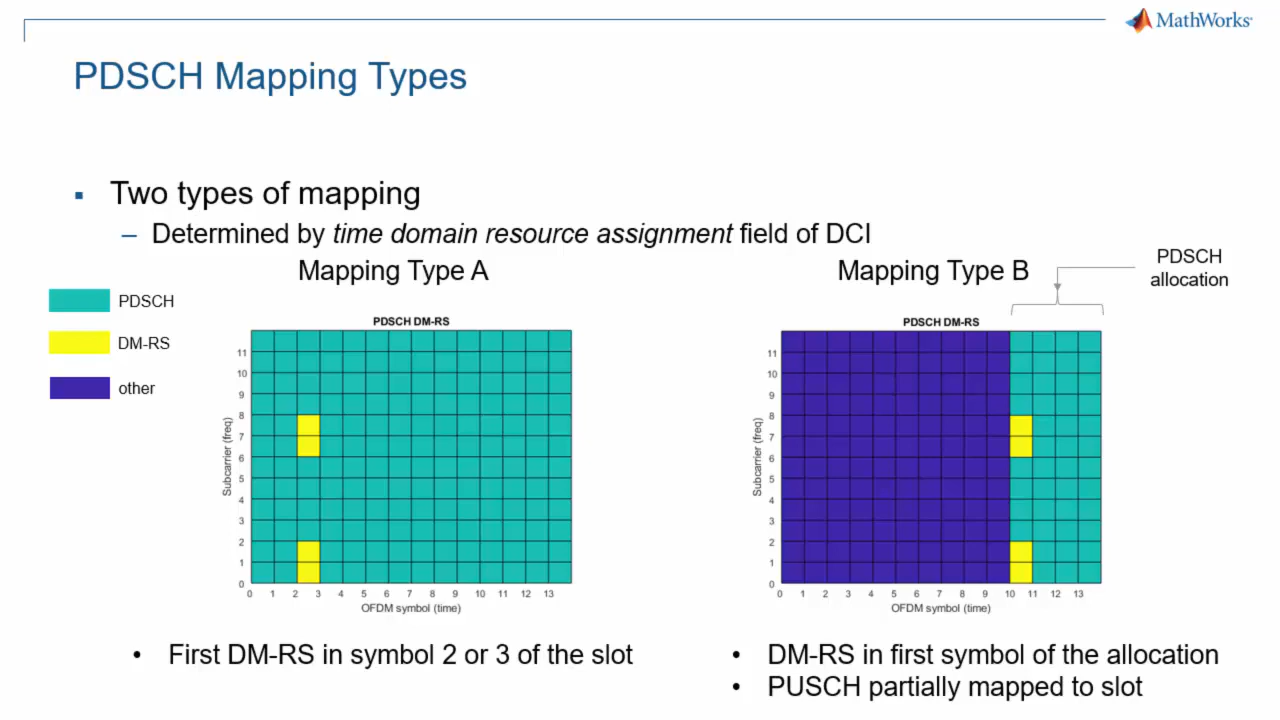 MathWorks®
PDSCH Mapping Types
▪ Two types of mapping
– Determined by time domain resource assignment field of DCI
Mapping Type A
PDSCH
DM-RS
other
PDSCH DM-RS
Subcarrier (freq)
11
10
9
8
7
6
5
4
3
2
1
0
0 1 2 3 4 5 6 7 8 9 10 11 12 13
OFDM symbol (time)
• First DM-RS in symbol 2 or 3 of the slot
Mapping Type B
PDSCH
allocation
PDSCH DM-RS
Subcarrier (freq)
11
10
9
8
7
6
5
4
3
2
1
0
0 1 2 3 4 5 6 7 8 9 10 11 12 13
OFDM symbol (time)
• DM-RS in first symbol of the allocation
• PUSCH partially mapped to slot